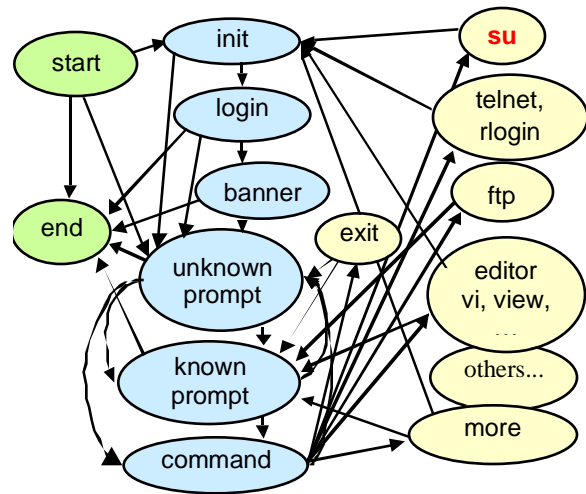 start
init
login
banner
end
unknown
prompt
known
prompt
command
su
telnet,
rlogin
ftp
exit
editor
vi, view,
...
others...
more